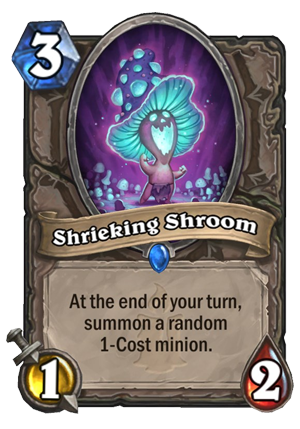 3
Shrieking Shroom
At the end of your turn,
summon a random
1-Cost minion.
1
2